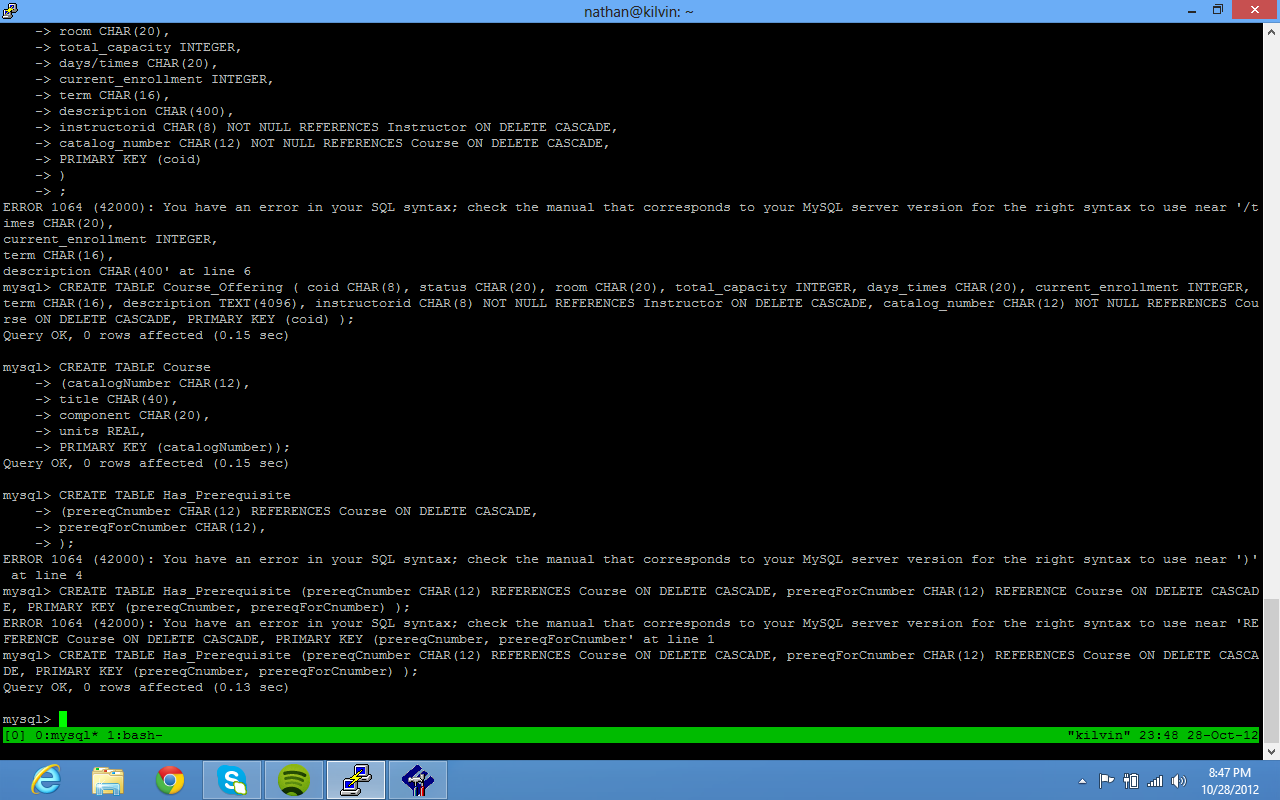 nathan@kilvin: ~
    -> room CHAR(20),
    -> total_capacity INTEGER,
    -> days/times CHAR(20),
    -> current_enrollment INTEGER,
    -> term CHAR(16),
    -> description CHAR(400),
    -> instructorid CHAR(8) NOT NULL REFERENCES Instructor ON DELETE CASCADE,
    -> catalog_number CHAR(12) NOT NULL REFERENCES Course ON DELETE CASCADE,
    -> PRIMARY KEY (coid)
    -> )
    -> ;
ERROR 1064 (42000): You have an error in your SQL syntax; check the manual that corresponds to your MySQL server version for the right syntax to use near '/t
imes CHAR(20),
current_enrollment INTEGER,
term CHAR(16),
description CHAR(400' at line 6
mysql> CREATE TABLE Course_Offering ( coid CHAR(8), status CHAR(20), room CHAR(20), total_capacity INTEGER, days_times CHAR(20), current_enrollment INTEGER,
term CHAR(16), description TEXT(4096), instructorid CHAR(8) NOT NULL REFERENCES Instructor ON DELETE CASCADE, catalog_number CHAR(12) NOT NULL REFERENCES Cou
rse ON DELETE CASCADE, PRIMARY KEY (coid) );
Query OK, 0 rows affected (0.15 sec)
mysql> CREATE TABLE Course
    -> (catalogNumber CHAR(12),
    -> title CHAR(40),
    -> component CHAR(20),
    -> units REAL,
    -> PRIMARY KEY (catalogNumber));
Query OK, 0 rows affected (0.15 sec)
mysql> CREATE TABLE Has_Prerequisite
    -> (prereqCnumber CHAR(12) REFERENCES Course ON DELETE CASCADE,
    -> prereqForCnumber CHAR(12),
    -> );
ERROR 1064 (42000): You have an error in your SQL syntax; check the manual that corresponds to your MySQL server version for the right syntax to use near ')'
 at line 4
mysql> CREATE TABLE Has_Prerequisite (prereqCnumber CHAR(12) REFERENCES Course ON DELETE CASCADE, prereqForCnumber CHAR(12) REFERENCE Course ON DELETE CASCAD
E, PRIMARY KEY (prereqCnumber, prereqForCnumber) );
ERROR 1064 (42000): You have an error in your SQL syntax; check the manual that corresponds to your MySQL server version for the right syntax to use near 'RE
FERENCE Course ON DELETE CASCADE, PRIMARY KEY (prereqCnumber, prereqForCnumber' at line 1
mysql> CREATE TABLE Has_Prerequisite (prereqCnumber CHAR(12) REFERENCES Course ON DELETE CASCADE, prereqForCnumber CHAR(12) REFERENCES Course ON DELETE CASCA
DE, PRIMARY KEY (prereqCnumber, prereqForCnumber) );
Query OK, 0 rows affected (0.13 sec)
mysql>
[0] 0:mysql* 1:bash- "kilvin" 23:48 28-Oct-12
8:47 PM
10/28/2012